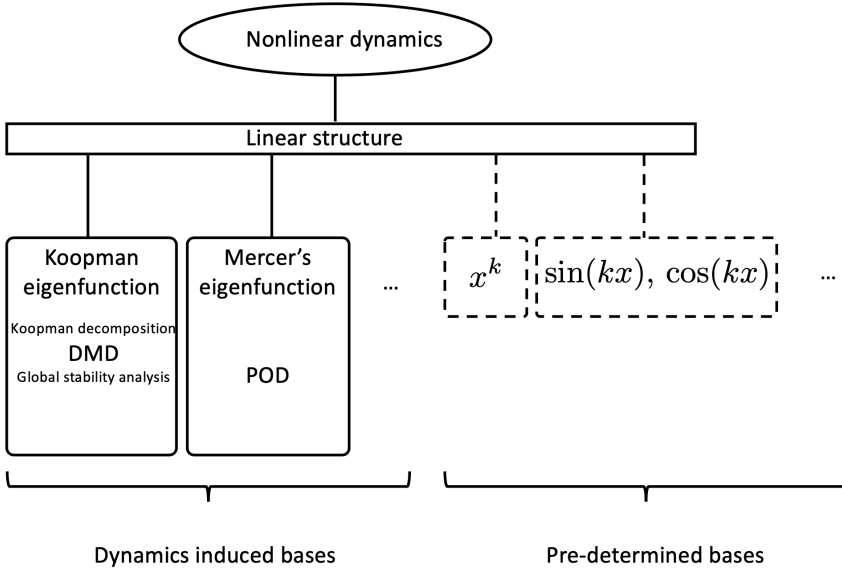 Nonlinear dynamics
Linear structure
Koopman
eigenfunction
Koopman decomposition
DMD
Global stability analysis
Mercer's
eigenfunction
POD
...
x^k
sin(kx), cos(kx)
...
Dynamics induced bases
Pre-determined bases